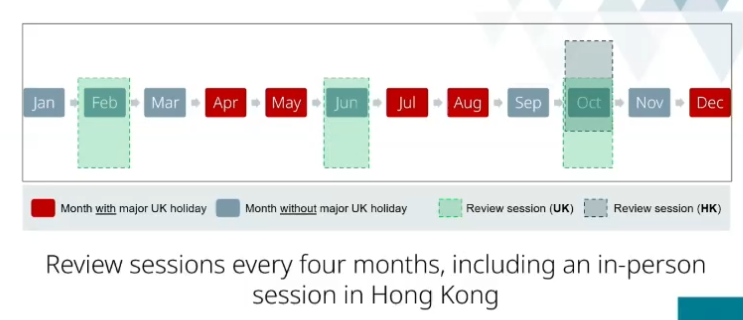 Jan Feb Mar Apr May Jun Jul Aug Sep Oct Nov Dec
Month with major UK holiday Month without major UK holiday Review session (UK) Review session (HK)
Review sessions every four months, including an in-person
session in Hong Kong